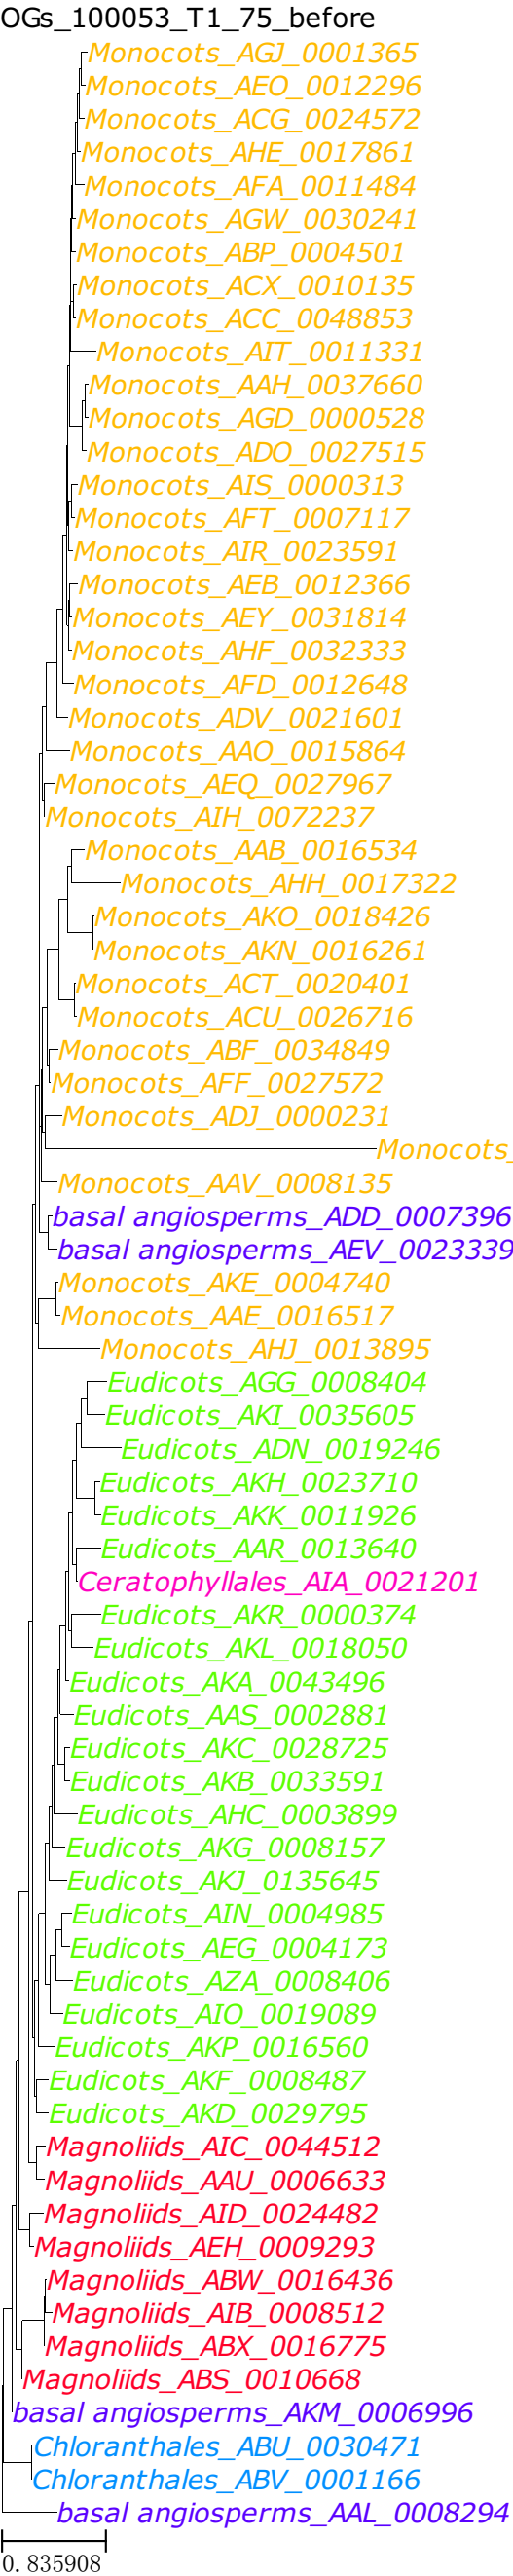 OGs_100053_T1_75_before
Monocots_AGJ_0001365
Monocots_AEO_0012296
Monocots_ACG_0024572
Monocots_AHE_0017861
Monocots_AFA_0011484
Monocots_AGW_0030241
Monocots_ABP_0004501
Monocots_ACX_0010135
Monocots_ACC_0048853
Monocots_AIT_0011331
Monocots_AAH_0037660
Monocots_AGD_0000528
Monocots_ADO_0027515
Monocots_AIS_0000313
Monocots_AFT_0007117
Monocots_AIR_0023591
Monocots_AEB_0012366
Monocots_AEY_0031814
Monocots_AHF_0032333
Monocots_AFD_0012648
Monocots_ADV_0021601
Monocots_AAO_0015864
Monocots_AEQ_0027967
Monocots_AIH_0072237
Monocots_AAB_0016534
Monocots_AHH_0017322
Monocots_AKO_0018426
Monocots_AKN_0016261
Monocots_ACT_0020401
Monocots_ACU_0026716
Monocots_ABF_0034849
Monocots_AFF_0027572
Monocots_ADJ_0000231
Monocots_
Monocots_AAV_0008135
basal angiosperms_ADD_0007396
basal angiosperms_AEV_0023339
Monocots_AKE_0004740
Monocots_AAE_0016517
Monocots_AHJ_0013895
Eudicots_AGG_0008404
Eudicots_AKI_0035605
Eudicots_ADN_0019246
Eudicots_AKH_0023710
Eudicots_AKK_0011926
Eudicots_AAR_0013640
Ceratophyllales_AIA_0021201
Eudicots_AKR_0000374
Eudicots_AKL_0018050
Eudicots_AKA_0043496
Eudicots_AAS_0002881
Eudicots_AKC_0028725
Eudicots_AKB_0033591
Eudicots_AHC_0003899
Eudicots_AKG_0008157
Eudicots_AKJ_0135645
Eudicots_AIN_0004985
Eudicots_AEG_0004173
Eudicots_AZA_0008406
Eudicots_AIO_0019089
Eudicots_AKP_0016560
Eudicots_AKF_0008487
Eudicots_AKD_0029795
Magnoliids_AIC_0044512
Magnoliids_AAU_0006633
Magnoliids_AID_0024482
Magnoliids_AEH_0009293
Magnoliids_ABW_0016436
Magnoliids_AIB_0008512
Magnoliids_ABX_0016775
Magnoliids_ABS_0010668
basal angiosperms_AKM_0006996
Chloranthales_ABU_0030471
Chloranthales_ABV_0001166
basal angiosperms_AAL_0008294
0.835908